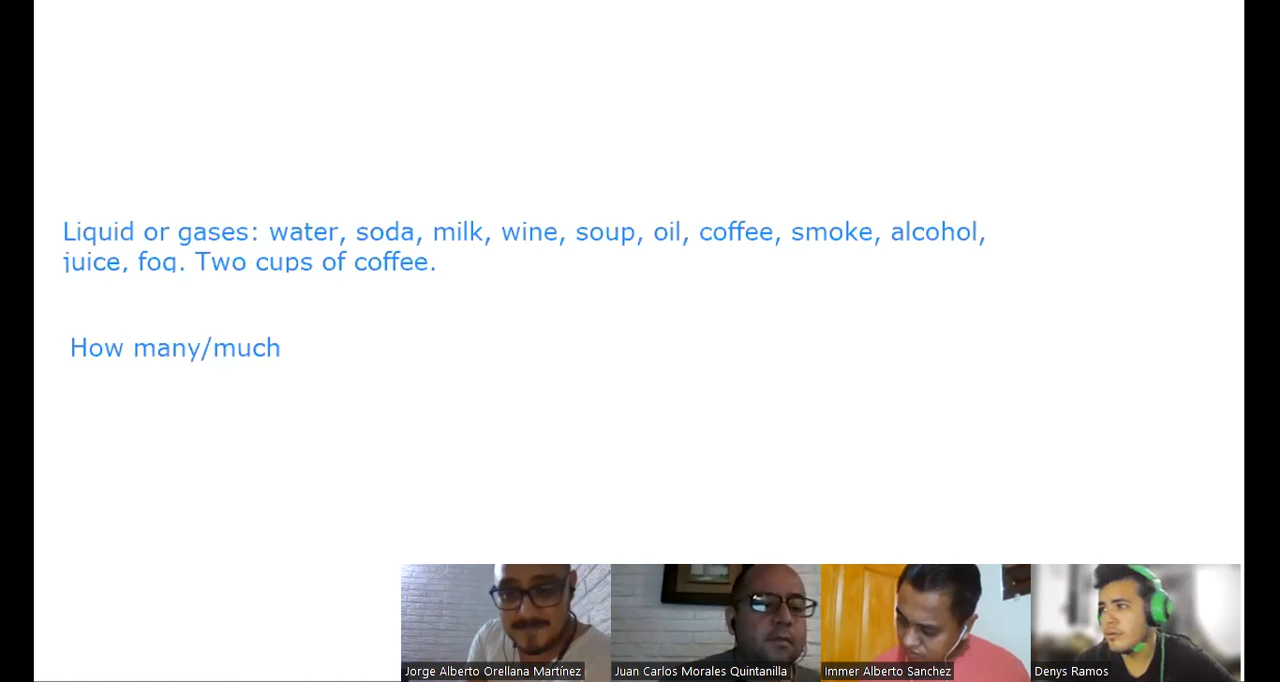 Liquid or gases: water, soda, milk, wine, soup, oil, coffee, smoke, alcohol,
juice, fog. Two cups of coffee.
How many/much
Jorge Alberto Orellana Martínez
Juan Carlos Morales Quintanilla
Immer Alberto Sanchez
Denys Ramos